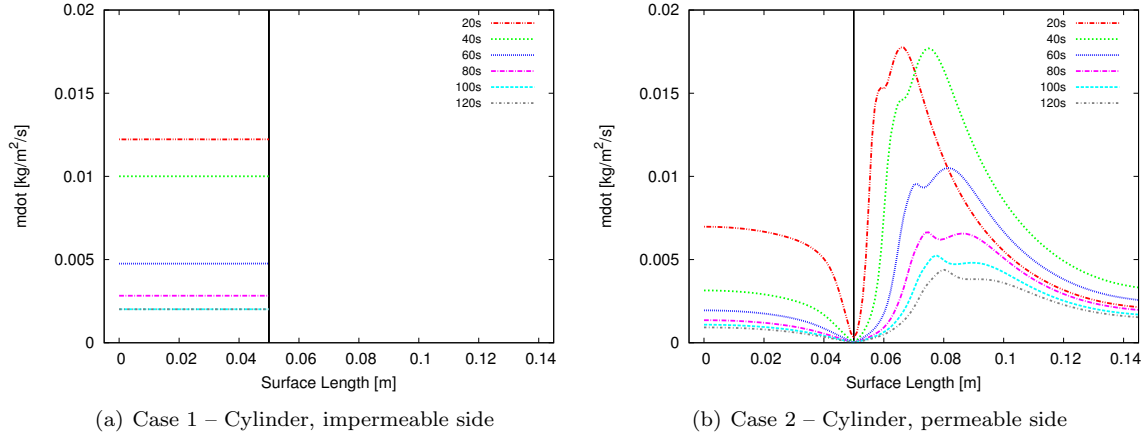 0.02
0.015
0.01
0.005
0
mdot [kg/m^2/s]
20s
40s
60s
80s
100s
120s
0 0.02 0.04 0.06 0.08 0.1 0.12 0.14
Surface Length [m]
(a) Case 1 – Cylinder, impermeable side
0.02
0.015
0.01
0.005
0
mdot [kg/m^2/s]
20s
40s
60s
80s
100s
120s
0 0.02 0.04 0.06 0.08 0.1 0.12 0.14
Surface Length [m]
(b) Case 2 – Cylinder, permeable side